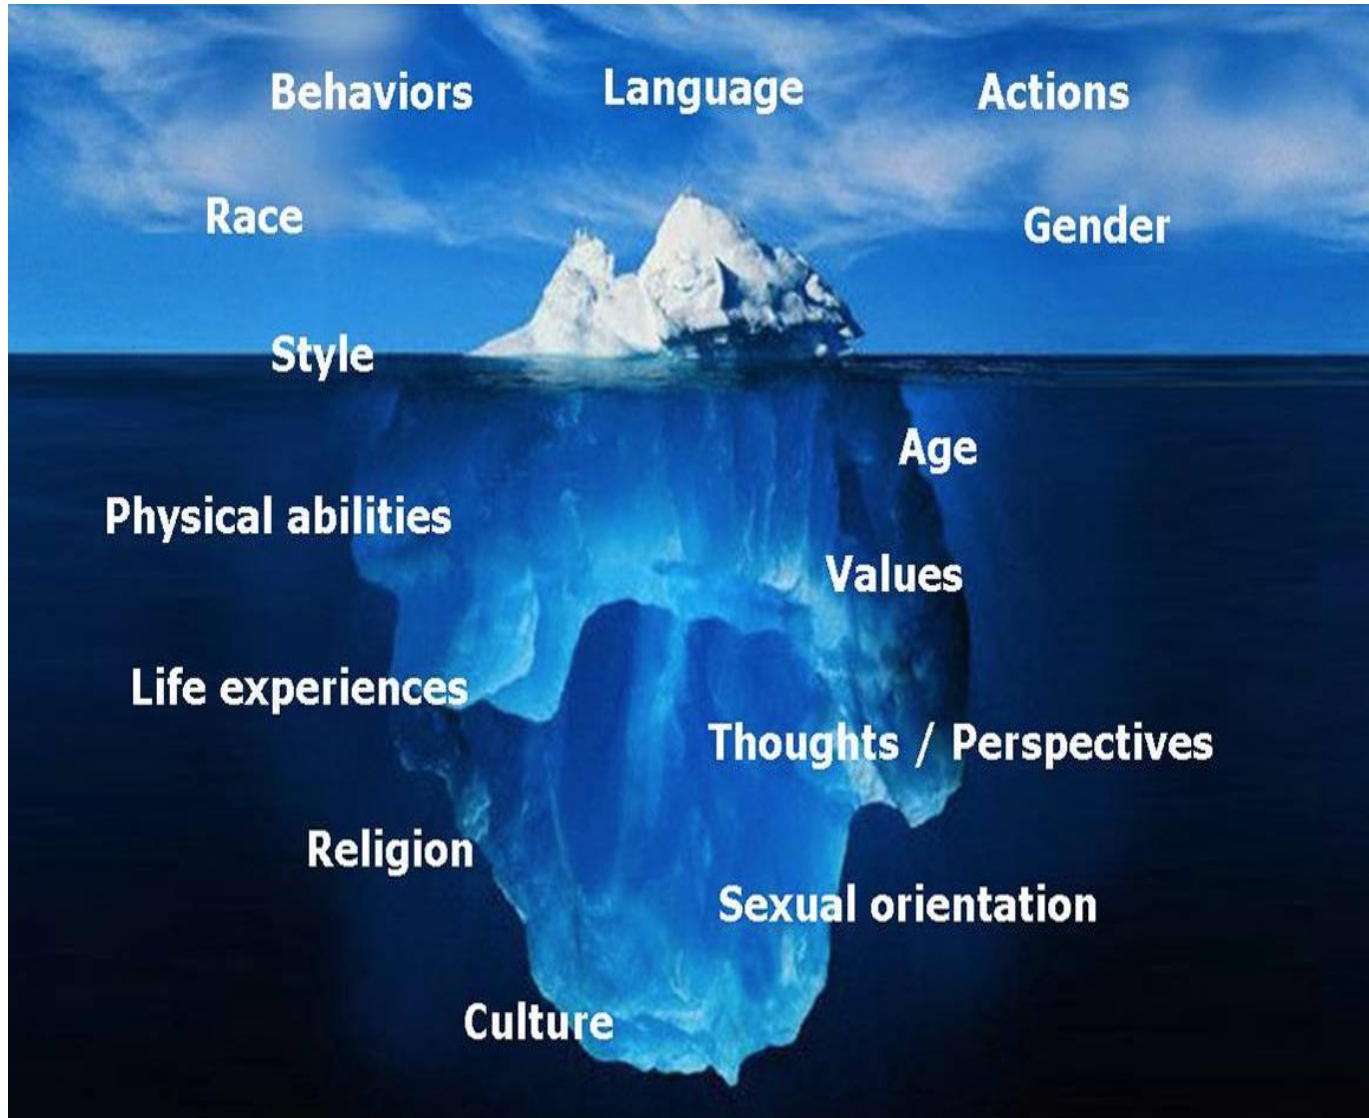 Behaviors
Language
Actions
Race
Gender
Style
Age
Physical abilities
Values
Life experiences
Thoughts / Perspectives
Religion
Sexual orientation
Culture